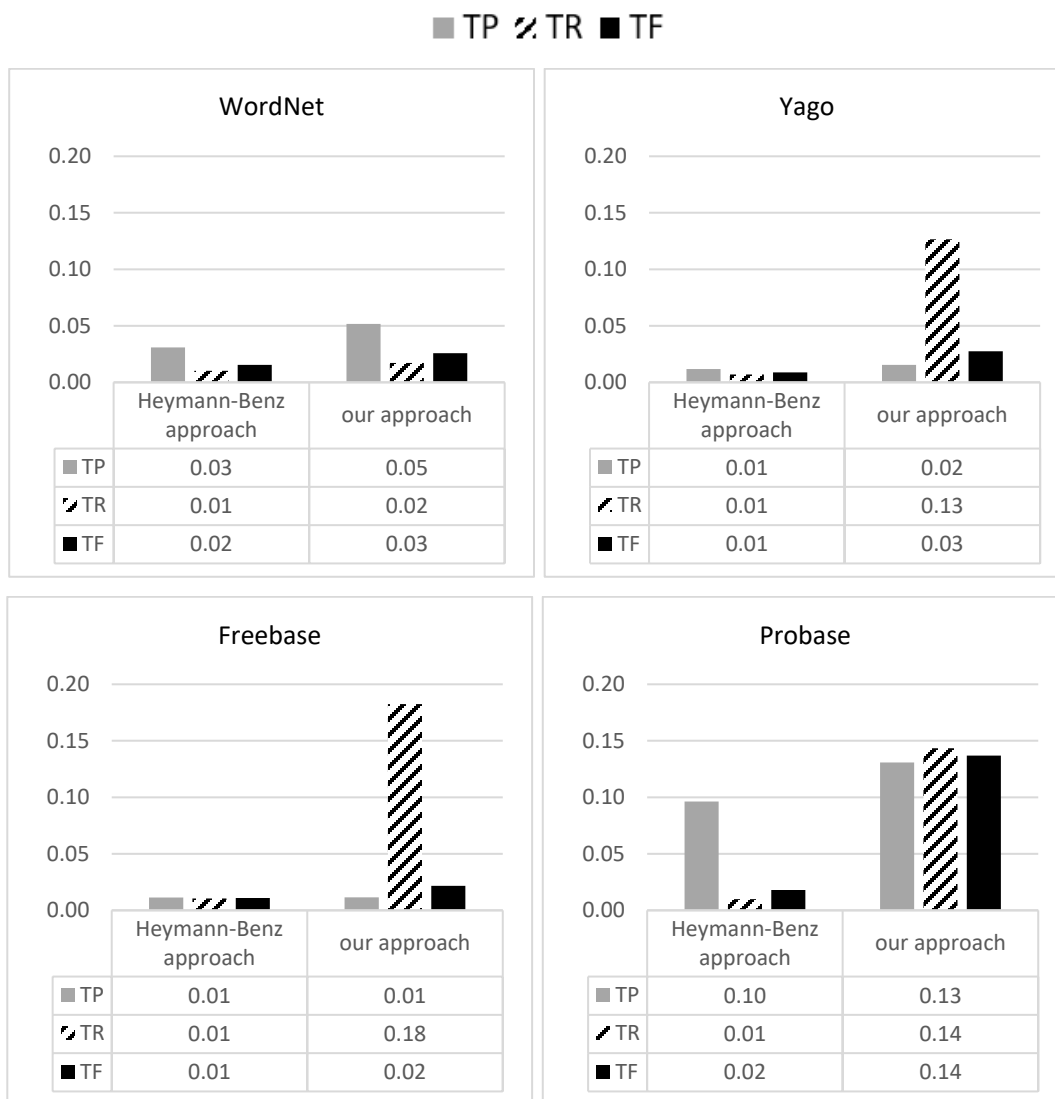 TP TR TF
WordNet
0.20
0.15
0.10
0.05
0.00
Heymann-Benz
approach
our approach
TP 0.03 0.05
TR 0.01 0.02
TF 0.02 0.03
Yago
0.20
0.15
0.10
0.05
0.00
Heymann-Benz
approach
our approach
TP 0.01 0.02
TR 0.01 0.13
TF 0.01 0.03
Freebase
0.20
0.15
0.10
0.05
0.00
Heymann-Benz
approach
our approach
TP 0.01 0.01
TR 0.01 0.18
TF 0.01 0.02
Probase
0.20
0.15
0.10
0.05
0.00
Heymann-Benz
approach
our approach
TP 0.10 0.13
TR 0.01 0.14
TF 0.02 0.14